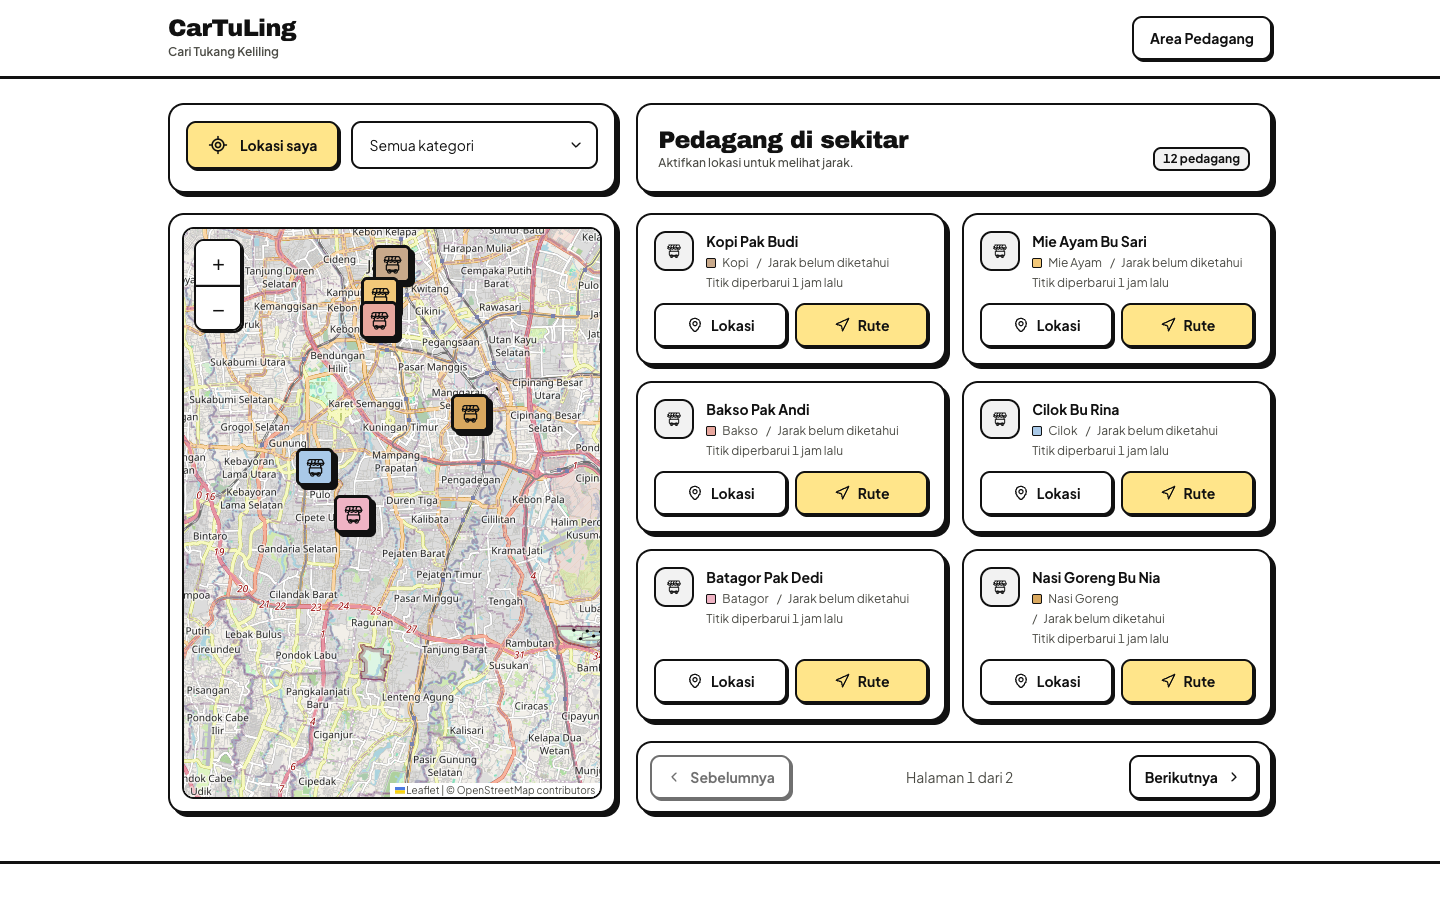 CarTuLing
Cari Tukang Keliling
Area Pedagang
Lokasi saya
Semua kategori
Pedagang di sekitar
Aktifkan lokasi untuk melihat jarak.
12 pedagang
+
−
Kebon Kelapa
Harapan Mulia
Cideng
Tanjung Duren
Selatan
Cempaka Putih
Barat
Kemanggisan
Kwitang
Rawasari
Cikini
Pegangsaan
Utan Kayu
Selatan
Sukabumi Utara
Bendungan
Hilir
Pasar Manggis
Cipinang Besar
Utara
Sukabumi Selatan
Karet Semanggi
Grogol Selatan
Kuningan Timur
Cipinang Besar
Selatan
Gunung
Kebayoran
Lama Utara
Mampang
Prapatan
Pengadegan
Kebayoran
Lama Selatan
Pulo
Duren Tiga
Kebon Pala
Cipete U
Kalibata
Cililitan
Bintaro
Gandaria Selatan
Pejaten Barat
Kramat Jati
Pejaten Timur
Cilandak Barat
Pasar Minggu
Tengah
Ragunan
Lebak Bulus
Rambutan
Cireundeu
Pondok Labu
Tanjung Barat
Susukan
Pisangan
Pangkalanjati
Baru
Lenteng Agung
Ciracas
Pondok Cabe
Ilir
Cipayun
Ciganjur
Kalisari
Kelapa Dua
Wetan
Pasir Gunung
Selatan
Cipedak
Leaflet | © OpenStreetMap contributors
Kopi Pak Budi
Kopi / Jarak belum diketahui
Titik diperbarui 1 jam lalu
Lokasi
Rute
Mie Ayam Bu Sari
Mie Ayam / Jarak belum diketahui
Titik diperbarui 1 jam lalu
Lokasi
Rute
Bakso Pak Andi
Bakso / Jarak belum diketahui
Titik diperbarui 1 jam lalu
Lokasi
Rute
Cilok Bu Rina
Cilok / Jarak belum diketahui
Titik diperbarui 1 jam lalu
Lokasi
Rute
Batagor Pak Dedi
Batagor / Jarak belum diketahui
Titik diperbarui 1 jam lalu
Lokasi
Rute
Nasi Goreng Bu Nia
Nasi Goreng
/ Jarak belum diketahui
Titik diperbarui 1 jam lalu
Lokasi
Rute
Sebelumnya
Halaman 1 dari 2
Berikutnya